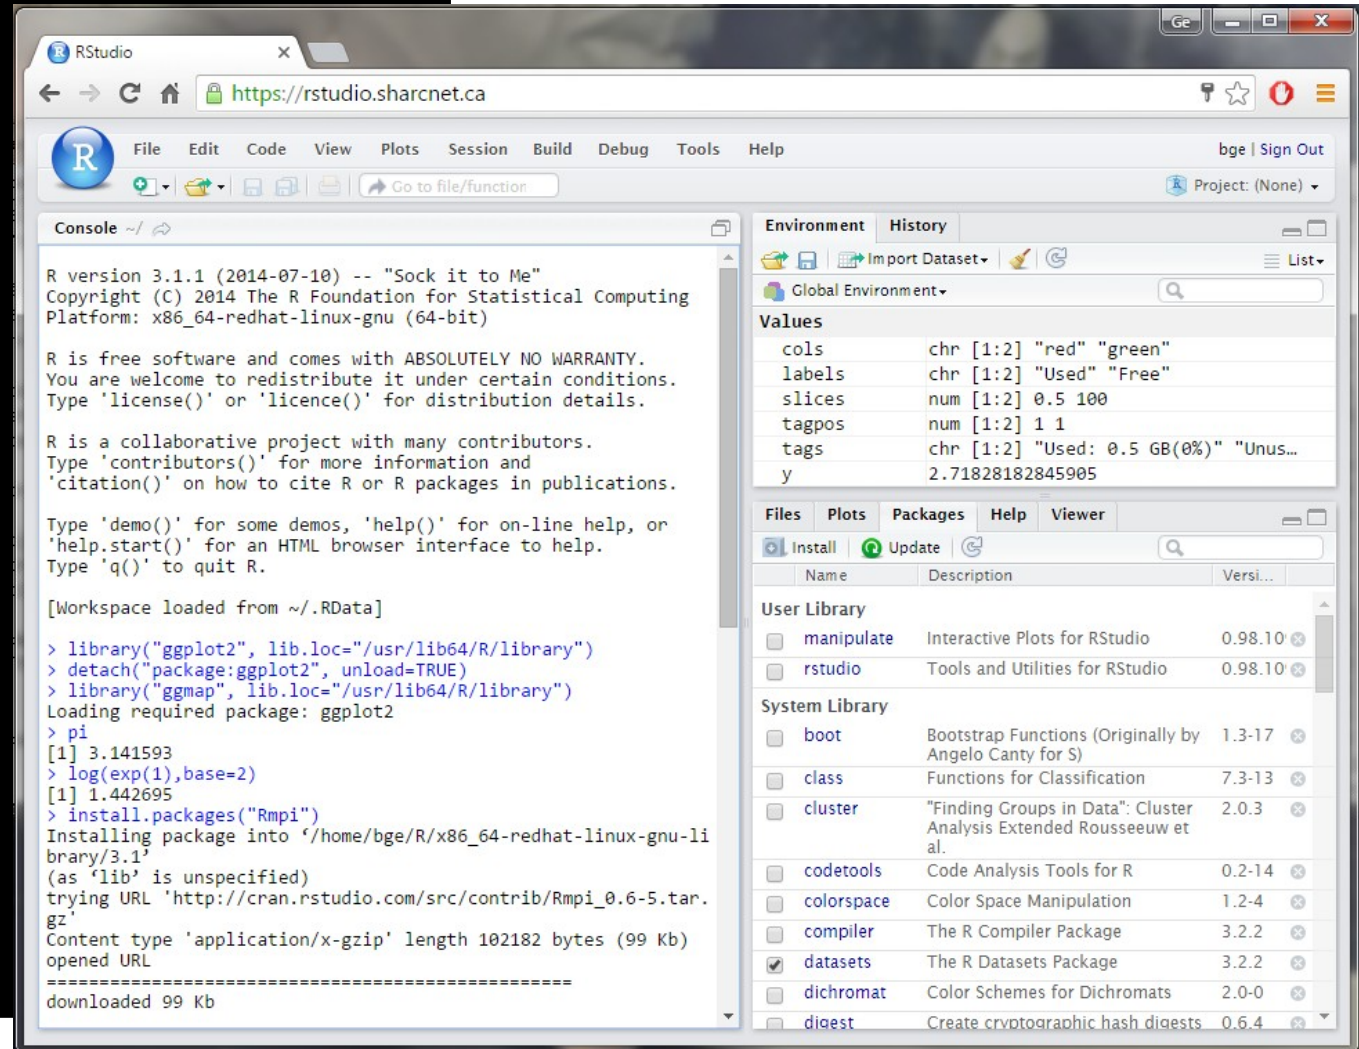 Ge
RStudio
https://rstudio.sharcnet.ca
R
File Edit Code View Plots Session Build Debug Tools Help
bge | Sign Out
Go to file/function
Project: (None)
Console ~/
R version 3.1.1 (2014-07-10) -- "Sock it to Me"
Copyright (C) 2014 The R Foundation for Statistical Computing
Platform: x86_64-redhat-linux-gnu (64-bit)
R is free software and comes with ABSOLUTELY NO WARRANTY.
You are welcome to redistribute it under certain conditions.
Type 'license()' or 'licence()' for distribution details.
R is a collaborative project with many contributors.
Type 'contributors()' for more information and
'citation()' on how to cite R or R packages in publications.
Type 'demo()' for some demos, 'help()' for on-line help, or
'help.start()' for an HTML browser interface to help.
Type 'q()' to quit R.
[Workspace loaded from ~/.RData]
> library("ggplot2", lib.loc="/usr/lib64/R/library")
> detach("package:ggplot2", unload=TRUE)
> library("ggmap", lib.loc="/usr/lib64/R/library")
Loading required package: ggplot2
> pi
[1] 3.141593
> log(exp(1),base=2)
[1] 1.442695
> install.packages("Rmpi")
Installing package into ‘/home/bge/R/x86_64-redhat-linux-gnu-li
brary/3.1’
(as ‘lib’ is unspecified)
trying URL 'http://cran.rstudio.com/src/contrib/Rmpi_0.6-5.tar.
gz'
Content type 'application/x-gzip' length 102182 bytes (99 Kb)
opened URL
==================================================
downloaded 99 Kb
Environment History
Import Dataset
List
Global Environment
Values
cols chr [1:2] "red" "green"
labels chr [1:2] "Used" "Free"
slices num [1:2] 0.5 100
tagpos num [1:2] 1 1
tags chr [1:2] "Used: 0.5 GB(0%)" "Unus…
y 2.71828182845905
Files Plots Packages Help Viewer
Install Update
Name Description Versi...
User Library
manipulate Interactive Plots for RStudio 0.98.10
rstudio Tools and Utilities for RStudio 0.98.10
System Library
boot Bootstrap Functions (Originally by 1.3-17
Angelo Canty for S)
class Functions for Classification 7.3-13
cluster "Finding Groups in Data": Cluster 2.0.3
Analysis Extended Rousseeuw et
al.
codetools Code Analysis Tools for R 0.2-14
colorspace Color Space Manipulation 1.2-4
compiler The R Compiler Package 3.2.2
datasets The R Datasets Package 3.2.2
dichromat Color Schemes for Dichromats 2.0-0
digest Create cryptographic hash digests 0.6.4